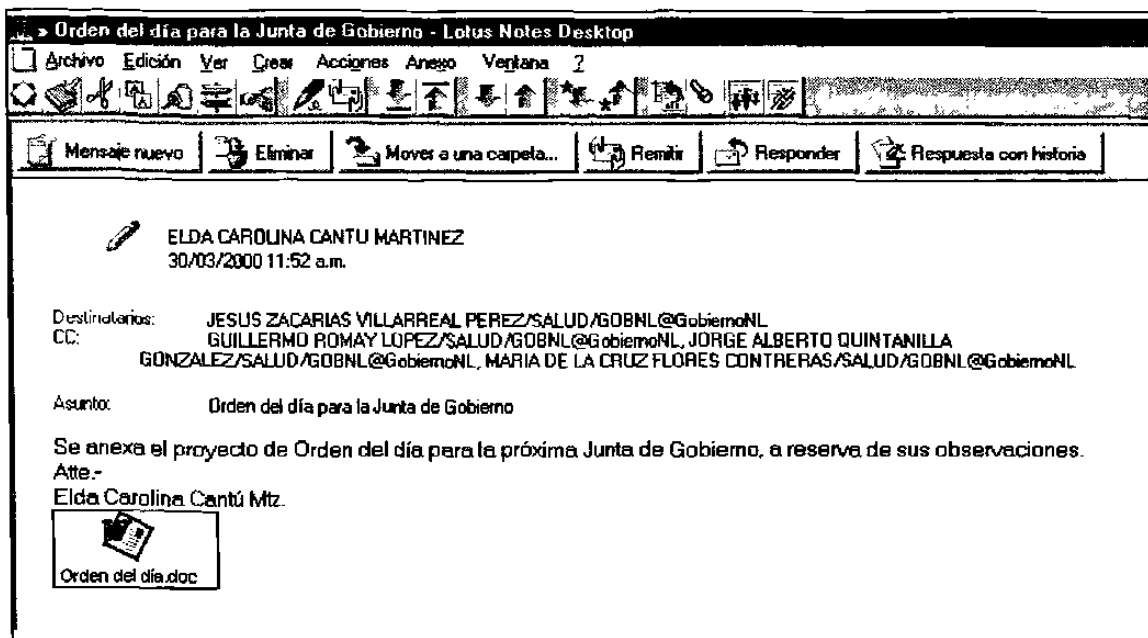 » Orden del día para la Junta de Gobierno - Lotus Notes Desktop
Archivo Edición Ver Crear Acciones Anexo Ventana ?
Mensaje nuevo Eliminar Mover a una carpeta... Remitir Responder Respuesta con historia
ELDA CAROLINA CANTU MARTINEZ
30/03/2000 11:52 a.m.
Destinatarios: JESUS ZACARIAS VILLARREAL PEREZ/SALUD/GOBNL@GobiernoNL
CC: GUILLERMO ROMAY LOPEZ/SALUD/GOBNL@GobiernoNL, JORGE ALBERTO QUINTANILLA
GONZALEZ/SALUD/GOBNL@GobiernoNL, MARIA DE LA CRUZ FLORES CONTRERAS/SALUD/GOBNL@GobiernoNL
Asunto: Orden del día para la Junta de Gobierno
Se anexa el proyecto de Orden del día para la próxima Junta de Gobierno, a reserva de sus observaciones.
Atte.-
Elda Carolina Cantú Mtz.
Orden del día.doc